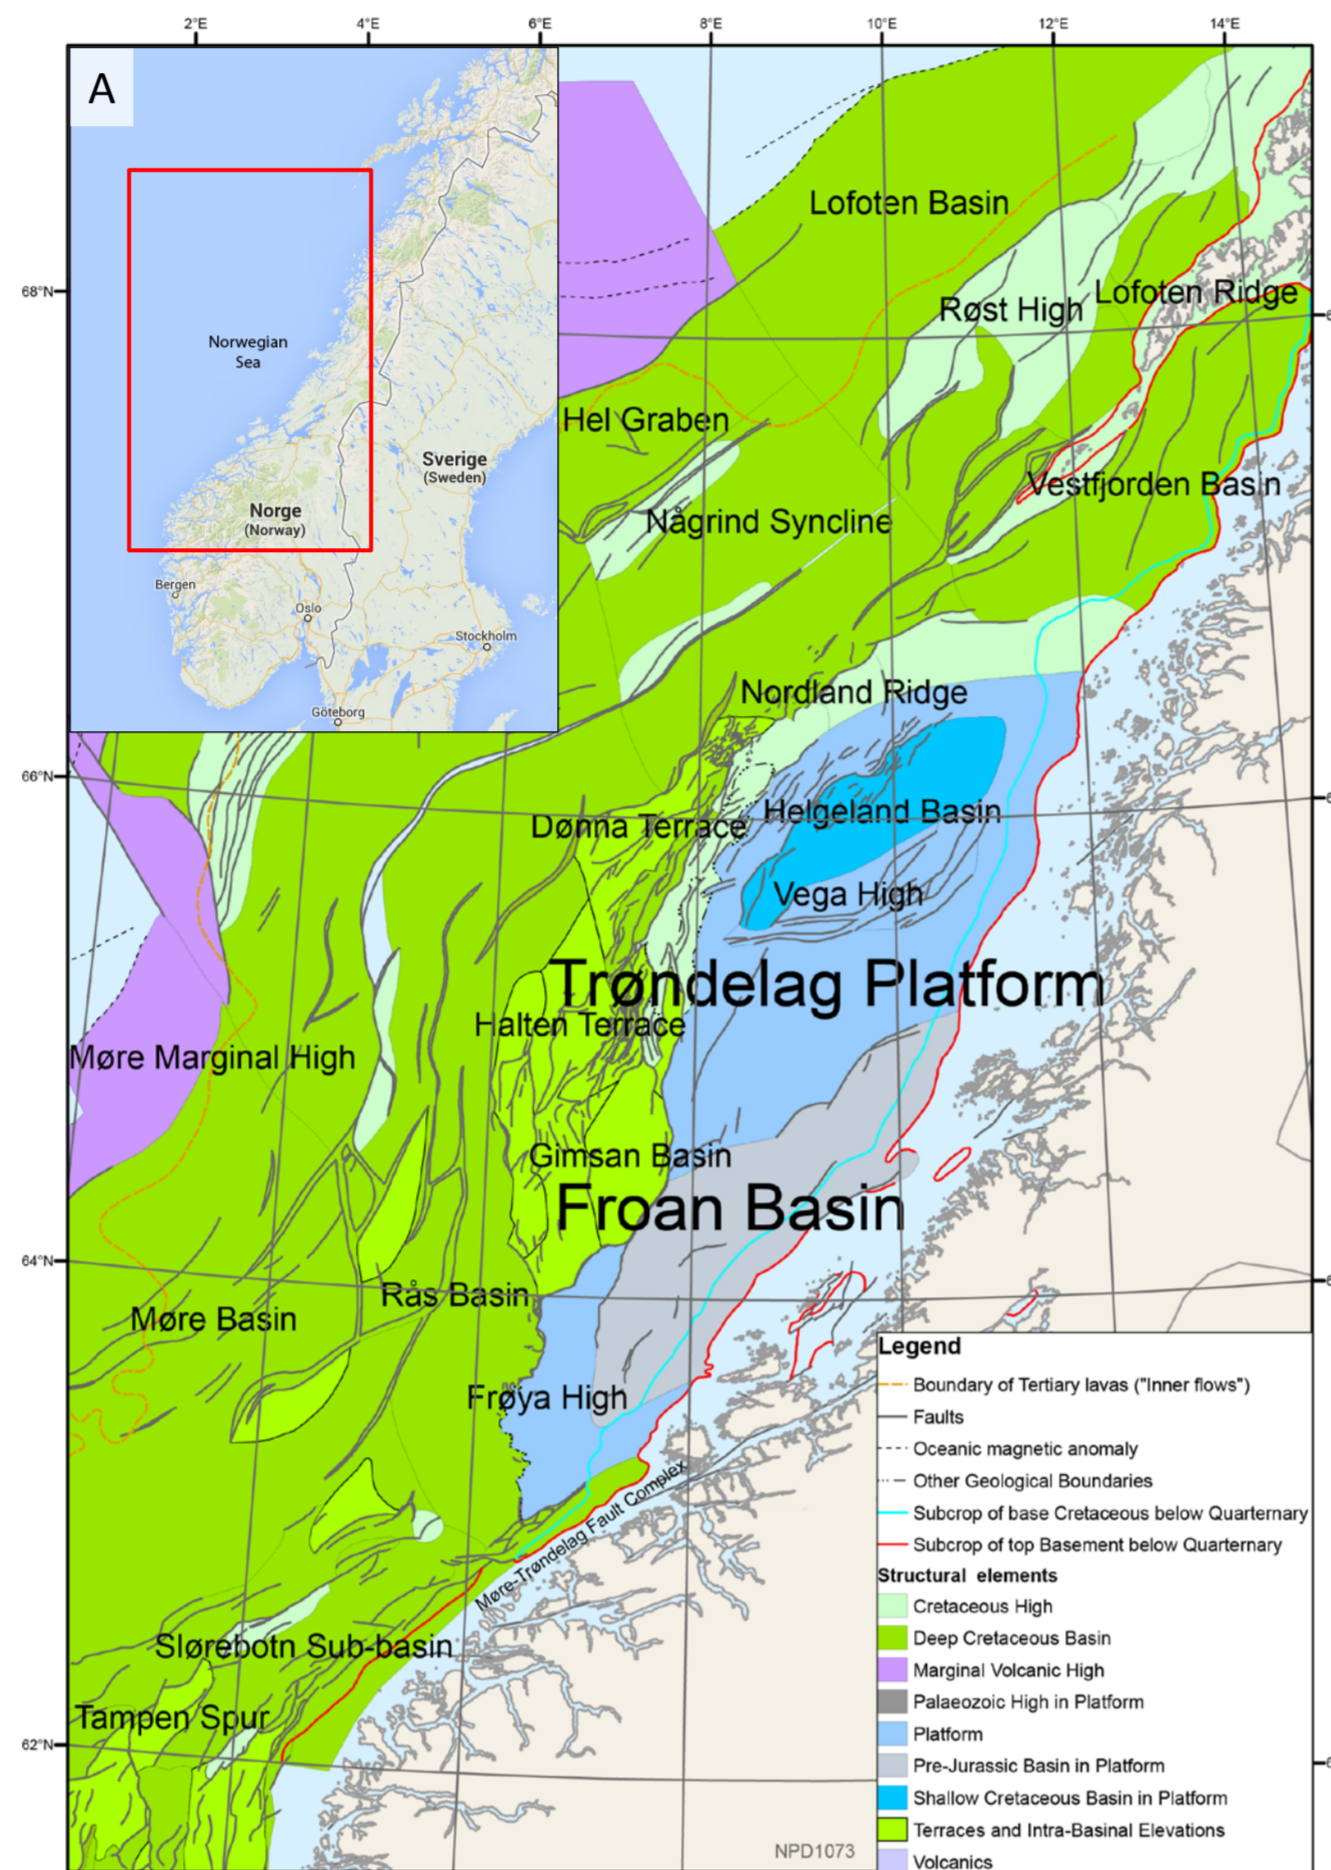 2°E 4°E 6°E 8°E 10°E 12°E 14°E
A
Norwegian
Sea
Sverige
(Sweden)
Norge
(Norway)
Bergen
Oslo
Stockholm
Göteborg
68°N
66°N
64°N
62°N
Lofoten Basin
Røst High
Lofoten Ridge
Hel Graben
Vestfjorden Basin
Någrind Syncline
Nordland Ridge
Helgeland Basin
Dønna Terrace
Vega High
Trøndelag Platform
Halten Terrace
Møre Marginal High
Gimsan Basin
Froan Basin
Rås Basin
Møre Basin
Frøya High
Møre-Trøndelag Fault Complex
Slørebotn Sub-basin
Tampen Spur
NPD1073
Legend
Boundary of Tertiary lavas ("Inner flows")
Faults
Oceanic magnetic anomaly
Other Geological Boundaries
Subcrop of base Cretaceous below Quarternary
Subcrop of top Basement below Quarternary
Structural elements
Cretaceous High
Deep Cretaceous Basin
Marginal Volcanic High
Palaeozoic High in Platform
Platform
Pre-Jurassic Basin in Platform
Shallow Cretaceous Basin in Platform
Terraces and Intra-Basinal Elevations
Volcanics